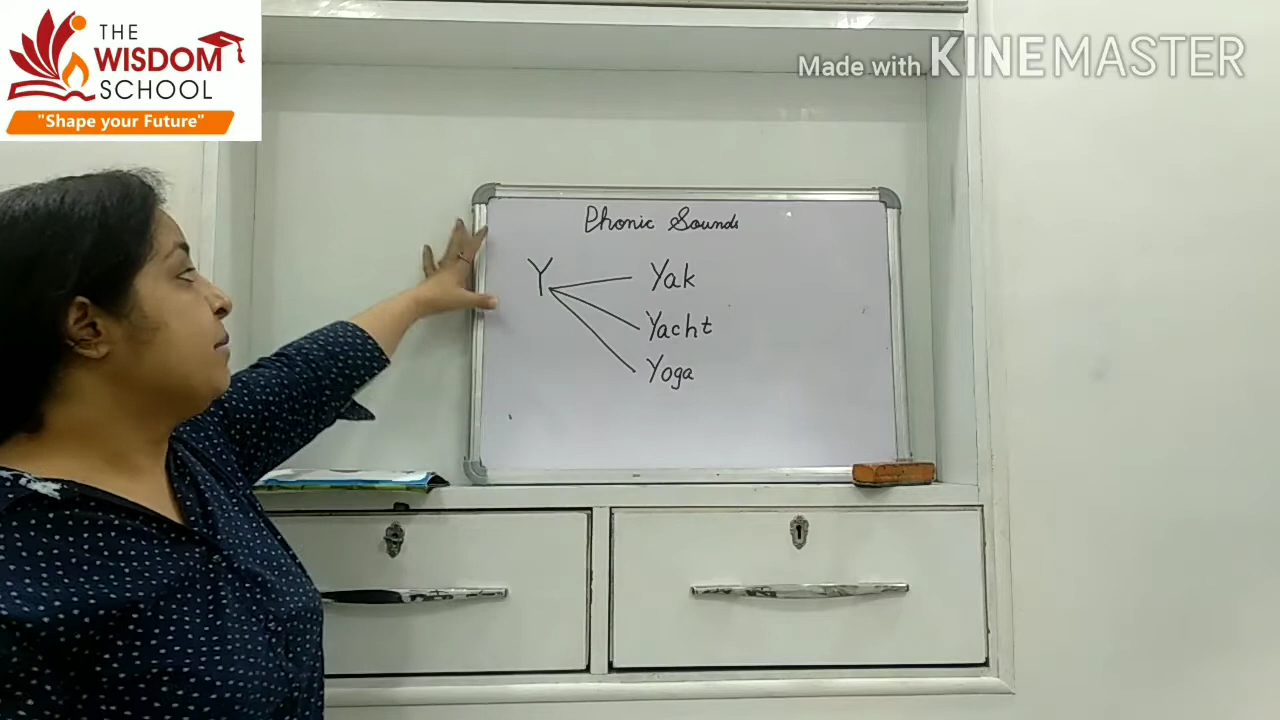 THE
WISDOM
SCHOOL
"Shape your Future"
Made with KINEMASTER
Phonic Sounds
Y
Yak
Yacht
Yoga